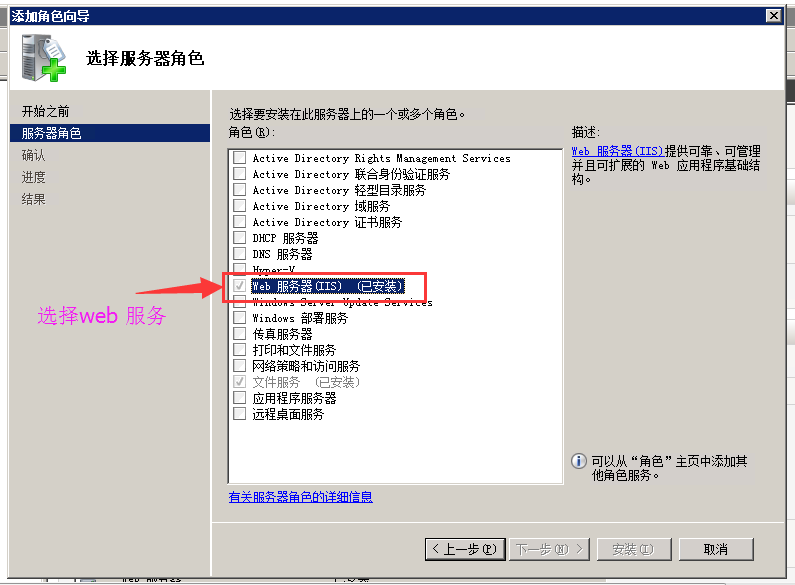 添加角色向导
选择服务器角色
开始之前
服务器角色
确认
进度
结果
选择要安装在此服务器上的一个或多个角色。
角色(R):
Active Directory Rights Management Services
Active Directory 联合身份验证服务
Active Directory 轻型目录服务
Active Directory 域服务
Active Directory 证书服务
DHCP 服务器
DNS 服务器
Hyper-V
Web 服务器(IIS) (已安装)
Windows Server Update Services
Windows 部署服务
传真服务器
打印和文件服务
网络策略和访问服务
文件服务 (已安装)
应用程序服务器
远程桌面服务
有关服务器角色的详细信息
描述:
Web 服务器(IIS)提供可靠、可管理
并且可扩展的 Web 应用程序基础结
构。
可以从“角色”主页中添加其
他角色服务。
选择web 服务
< 上一步(P)
下一步(N) >
安装(I)
取消